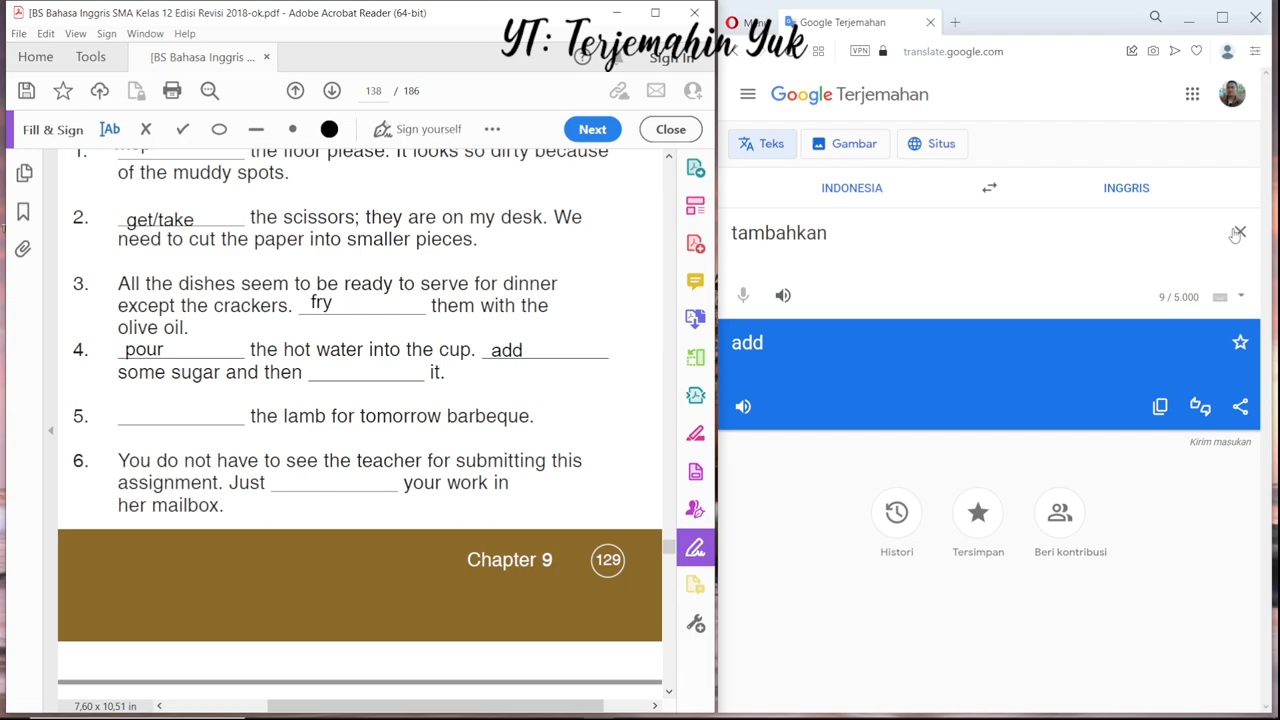 [BS Bahasa Inggris SMA Kelas 12 Edisi Revisi 2018-ok.pdf - Adobe Acrobat Reader (64-bit)
File Edit View Sign Window Help
Home Tools [BS Bahasa Inggris ... × Sign In
YT: Terjemahin Yuk
138 / 186
Fill & Sign Ab Sign yourself ... Next Close
1. the floor please. It looks so dirty because
of the muddy spots.
2. get/take the scissors; they are on my desk. We
need to cut the paper into smaller pieces.
3. All the dishes seem to be ready to serve for dinner
except the crackers. fry them with the
olive oil.
4. pour the hot water into the cup. add
some sugar and then it.
5. the lamb for tomorrow barbeque.
6. You do not have to see the teacher for submitting this
assignment. Just your work in
her mailbox.
Chapter 9 129
7,60 x 10,51 in
Google Terjemahan
VPN translate.google.com
Google Terjemahan
Teks Gambar Situs
INDONESIA INGGRIS
tambahkan
9 / 5.000
add
Kirim masukan
Histori Tersimpan Beri kontribusi